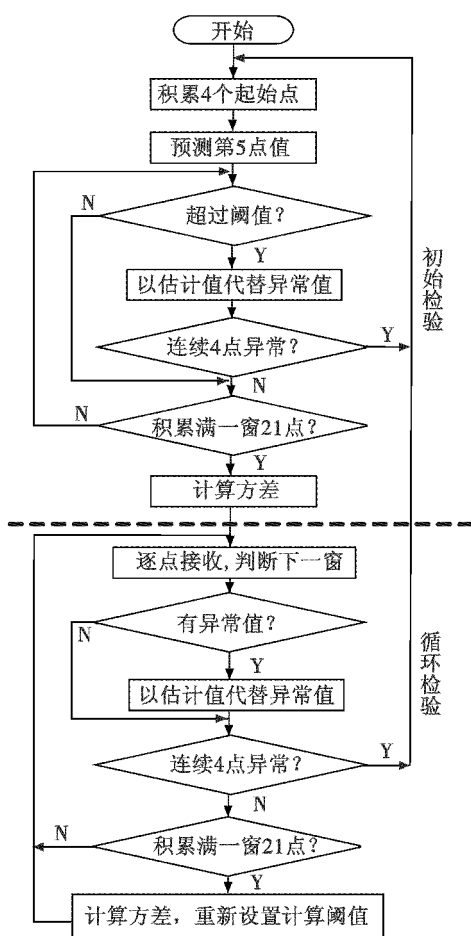 开始
积累4个起始点
预测第5点值
N
超过阈值？
Y
以估计值代替异常值
连续4点异常？
Y
N
N
积累满一窗21点？
Y
计算方差
初始检验
逐点接收,判断下一窗
有异常值？
N
Y
以估计值代替异常值
循环检验
连续4点异常？
Y
N
N
积累满一窗21点？
Y
计算方差，重新设置计算阈值